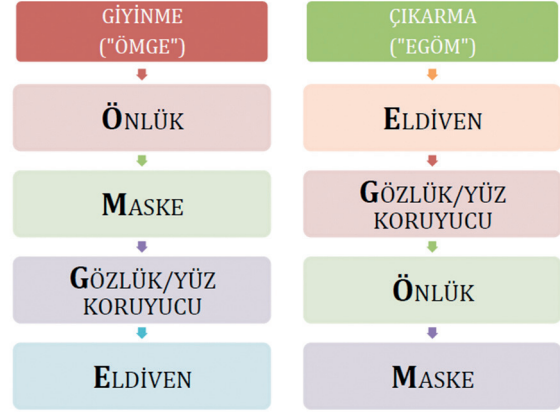 GİYİNME
("ÖMGE")
ÖNLÜK
MASKE
GÖZLÜK/YÜZ
KORUYUCU
ELDİVEN
ÇIKARMA
("EGÖM")
ELDİVEN
GÖZLÜK/YÜZ
KORUYUCU
ÖNLÜK
MASKE